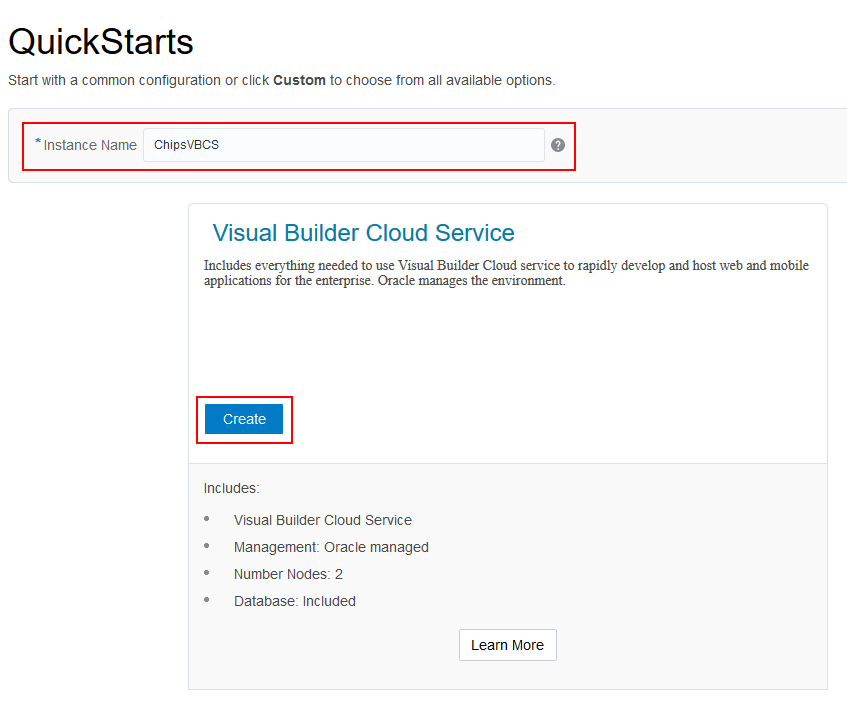 QuickStarts
Start with a common configuration or click Custom to choose from all available options.
* Instance Name ChipsVBCS ?
Visual Builder Cloud Service
Includes everything needed to use Visual Builder Cloud service to rapidly develop and host web and mobile
applications for the enterprise. Oracle manages the environment.
Create
Includes:
• Visual Builder Cloud Service
• Management: Oracle managed
• Number Nodes: 2
• Database: Included
Learn More